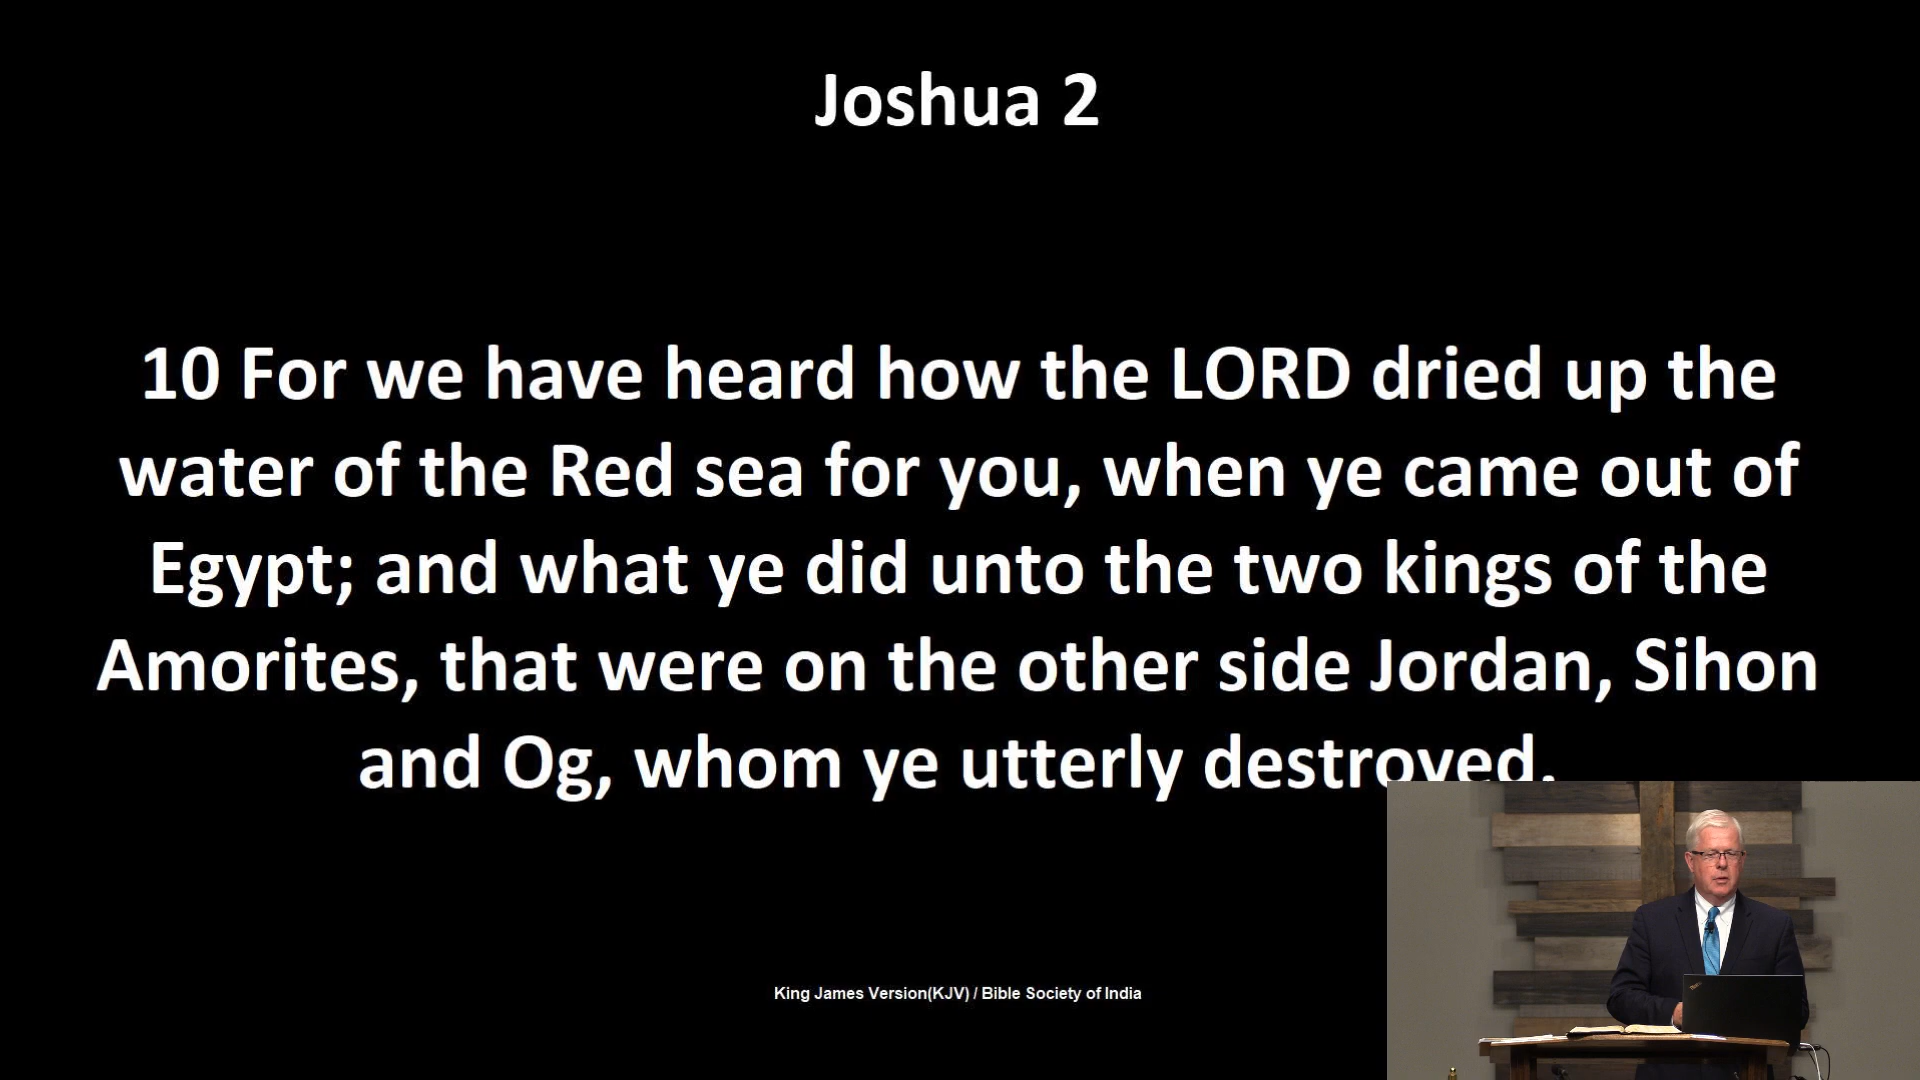 Joshua 2
10 For we have heard how the LORD dried up the
water of the Red sea for you, when ye came out of
Egypt; and what ye did unto the two kings of the
Amorites, that were on the other side Jordan, Sihon
and Og, whom ye utterly destroyed.
King James Version(KJV) / Bible Society of India